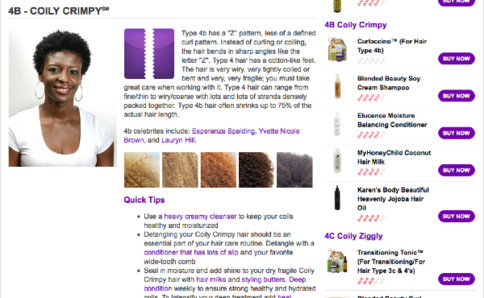 4B - COILY CRIMPY℠
Type 4b has a "Z" pattern, less of a defined
curl pattern. Instead of curling or coiling,
the hair bends in sharp angles like the
letter "Z". Type 4 hair has a cotton-like feel.
The hair is very wiry, very tightly coiled or
bent and very, very fragile; you must take
great care when working with it. Type 4 hair can range from
fine/thin to wiry/coarse with lots and lots of strands densely
packed together. Type 4b hair often shrinks up to 75% of the
actual hair length.
4b celebrities include: Esperanza Spalding, Yvette Nicole
Brown, and Lauryn Hill.
Quick Tips
Use a heavy creamy cleanser to keep your coils
healthy and moisturized
Detangling your Coily Crimpy hair should be an
essential part of your hair care routine. Detangle with a
conditioner that has lots of slip and your favorite
wide-tooth comb
Seal in moisture and add shine to your dry fragile Coily
Crimpy hair with hair milks and styling butters. Deep
condition weekly to ensure strong healthy and hydrated
coils. To intensify your deep treatment add heat
BUY NOW
4B Coily Crimpy
Curlaccino™ (For Hair
Type 4b)
BUY NOW
Blended Beauty Soy
Cream Shampoo
BUY NOW
Elucence Moisture
Balancing Conditioner
BUY NOW
MyHoneyChild Coconut
Hair Milk
BUY NOW
Karen's Body Beautiful
Heavenly Jojoba Hair
Oil
BUY NOW
4C Coily Ziggly
Transitioning Tonic™
(For Transitioning/For
Hair Type 3c & 4's)
BUY NOW